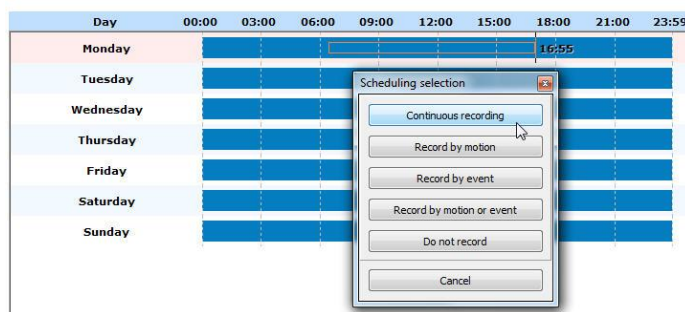 Day 00:00 03:00 06:00 09:00 12:00 15:00 18:00 21:00 23:59
Monday 16:55
Tuesday
Scheduling selection
Wednesday
Continuous recording
Thursday
Record by motion
Friday
Record by event
Saturday
Record by motion or event
Sunday
Do not record
Cancel